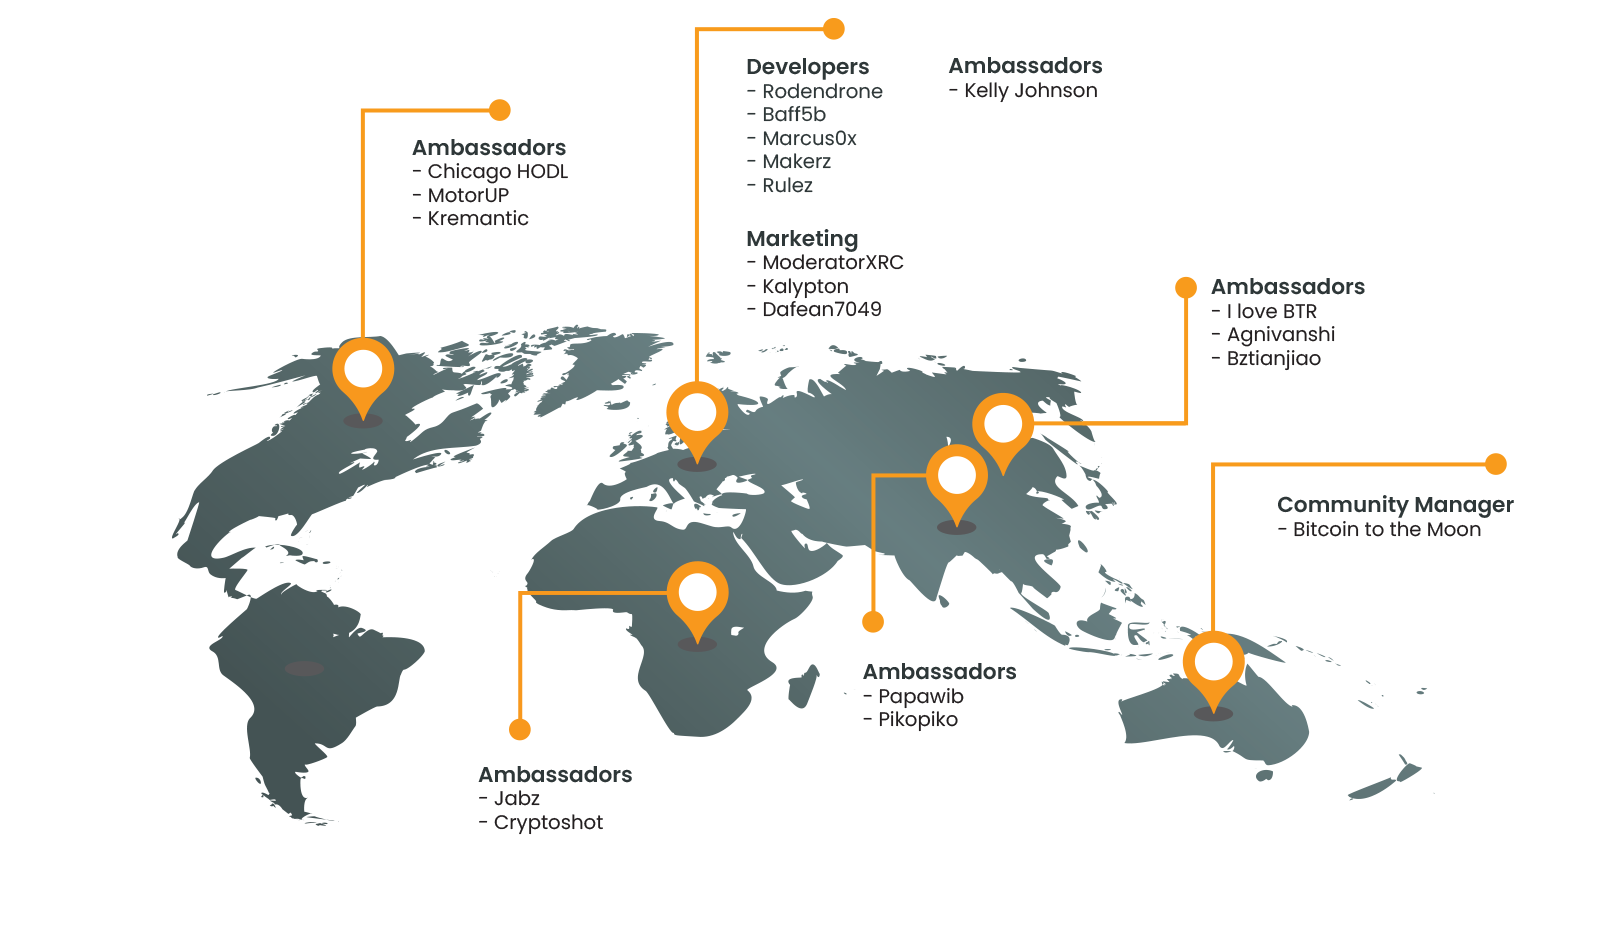 Developers
- Rodendrone
- Baff5b
- Marcus0x
- Makerz
- Rulez
Ambassadors
- Kelly Johnson
Ambassadors
- Chicago HODL
- MotorUP
- Kremantic
Marketing
- ModeratorXRC
- Kalypton
- Dafean7049
Ambassadors
- I love BTR
- Agnivanshi
- Bztianjiao
Community Manager
- Bitcoin to the Moon
Ambassadors
- Papawib
- Pikopiko
Ambassadors
- Jabz
- Cryptoshot